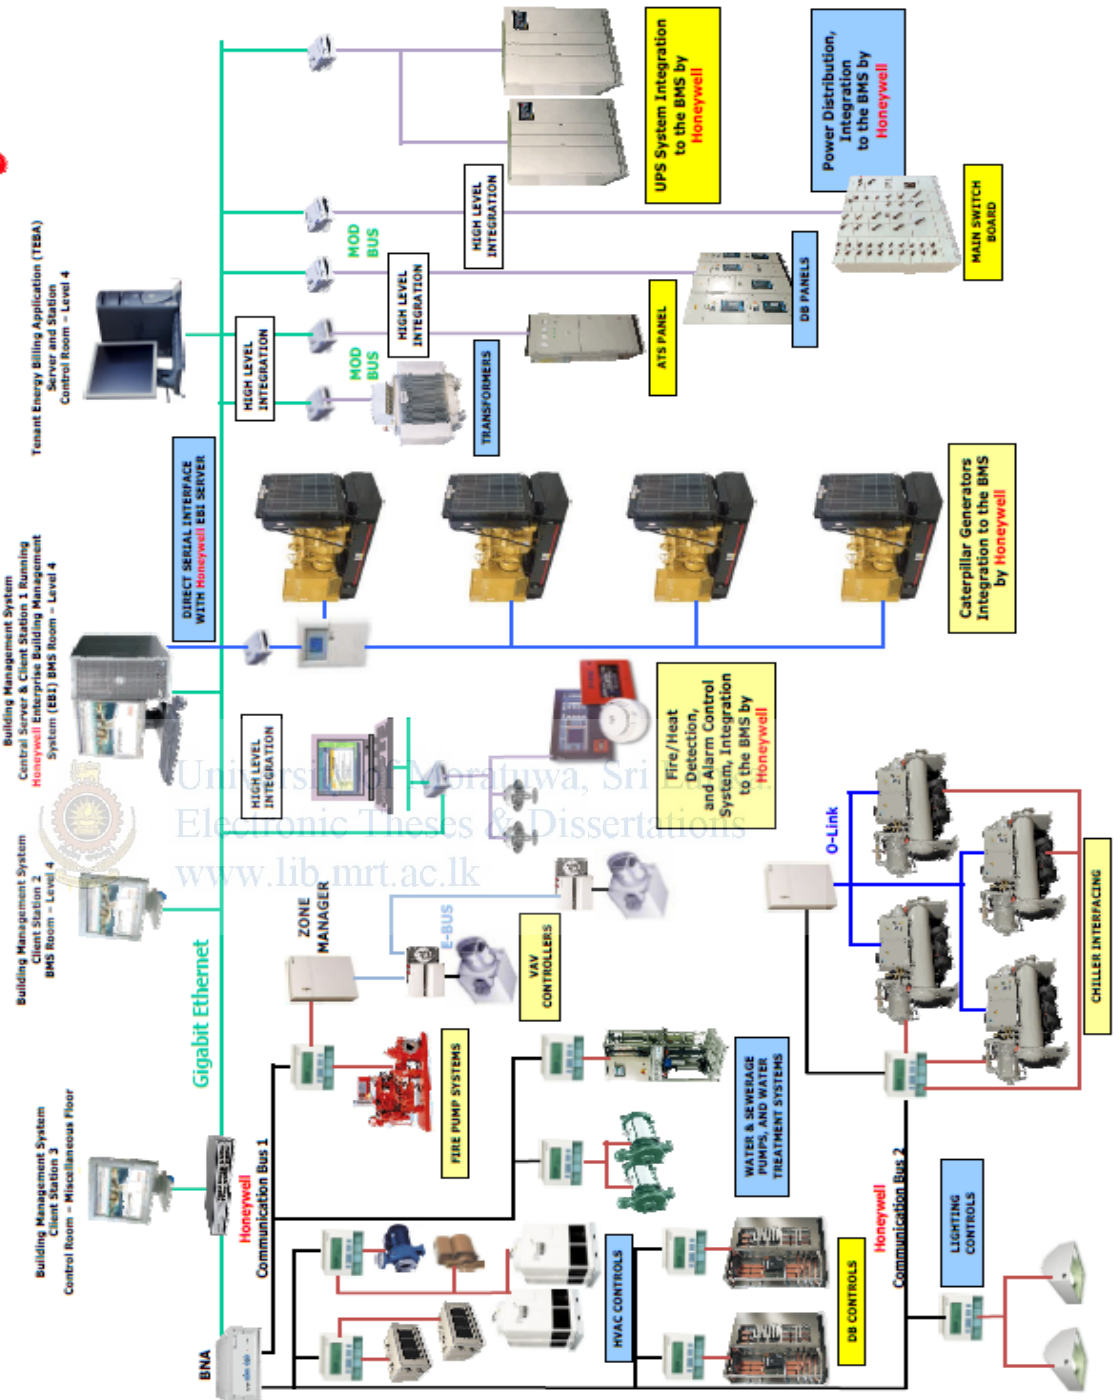 Building Management System
Client Station 3
Control Room – Miscellaneous Floor
Building Management System
Client Station 2
BMS Room – Level 4
Building Management System
Central Server & Client Station 1 Running
Honeywell Enterprise Building Management
System (EBI) BMS Room – Level 4
Tenant Energy Billing Application (TEBA)
Server and Station
Control Room – Level 4
DIRECT SERIAL INTERFACE
WITH Honeywell EBI SERVER
BNA
Gigabit Ethernet
Honeywell
Communication Bus 1
HIGH LEVEL
INTEGRATION
HIGH LEVEL
INTEGRATION
ZONE
MANAGER
MOD
BUS
MOD
BUS
HIGH LEVEL
INTEGRATION
HIGH LEVEL
INTEGRATION
E-BUS
FIRE PUMP SYSTEMS
VAV
CONTROLLERS
TRANSFORMERS
ATS PANEL
DB PANELS
UPS System Integration
to the BMS by
Honeywell
Fire/Heat
Detection,
and Alarm Control
System, Integration
to the BMS by
Honeywell
HVAC CONTROLS
WATER & SEWERAGE
PUMPS, AND WATER
TREATMENT SYSTEMS
Power Distribution,
Integration
to the BMS by
Honeywell
MAIN SWITCH
BOARD
O-Link
DB CONTROLS
Honeywell
Communication Bus 2
LIGHTING
CONTROLS
CHILLER INTERFACING
Caterpillar Generators
Integration to the BMS
by Honeywell
University of Moratuwa, Sri Lanka.
Electronic Theses & Dissertations
www.lib.mrt.ac.lk